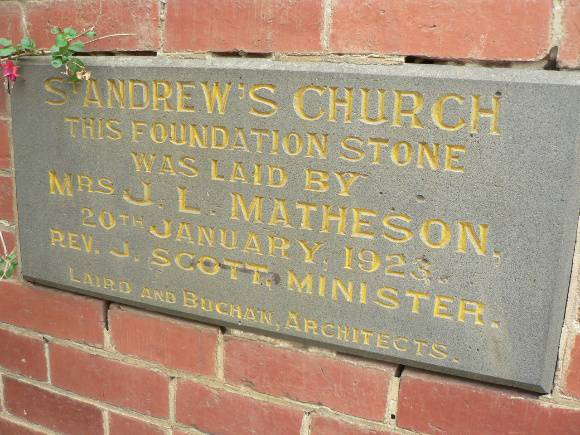 ST ANDREW'S CHURCH
THIS FOUNDATION STONE
WAS LAID BY
MRS J. L. MATHESON,
20TH JANUARY. 1923.
REV. J. SCOTT, MINISTER.
LAIRD AND BUCHAN, ARCHITECTS.